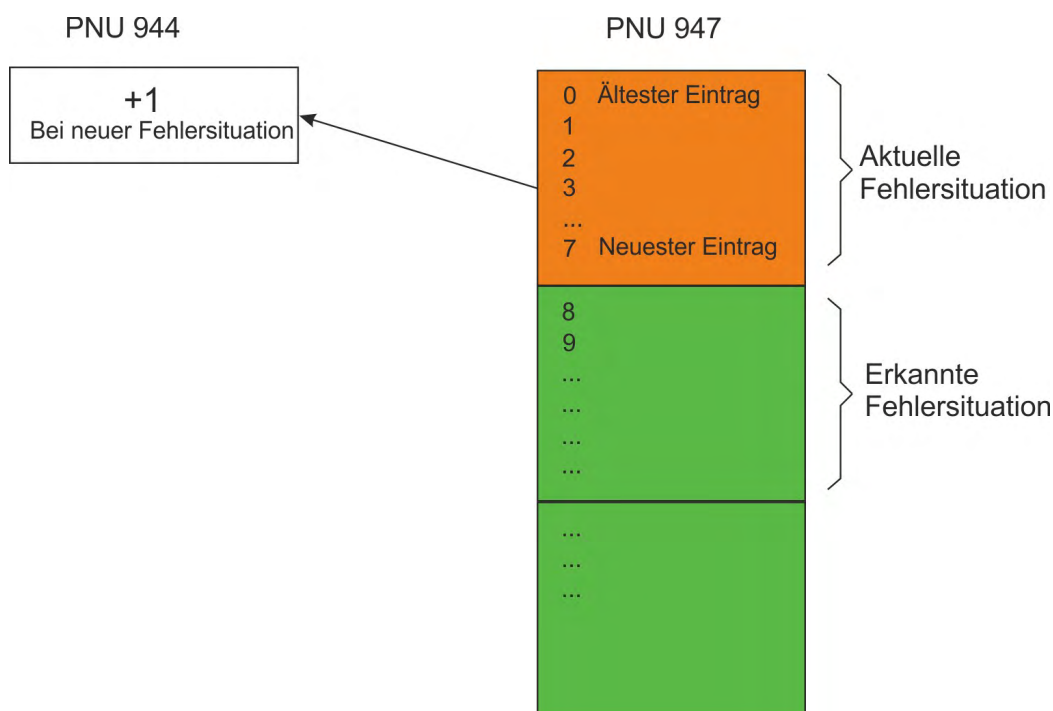 PNU 944
+1
Bei neuer Fehlersituation
PNU 947
0 Ältester Eintrag
1
2
3
...
7 Neuester Eintrag
Aktuelle
Fehlersituation
8
9
...
...
...
...
Erkannte
Fehlersituation
...
...
...